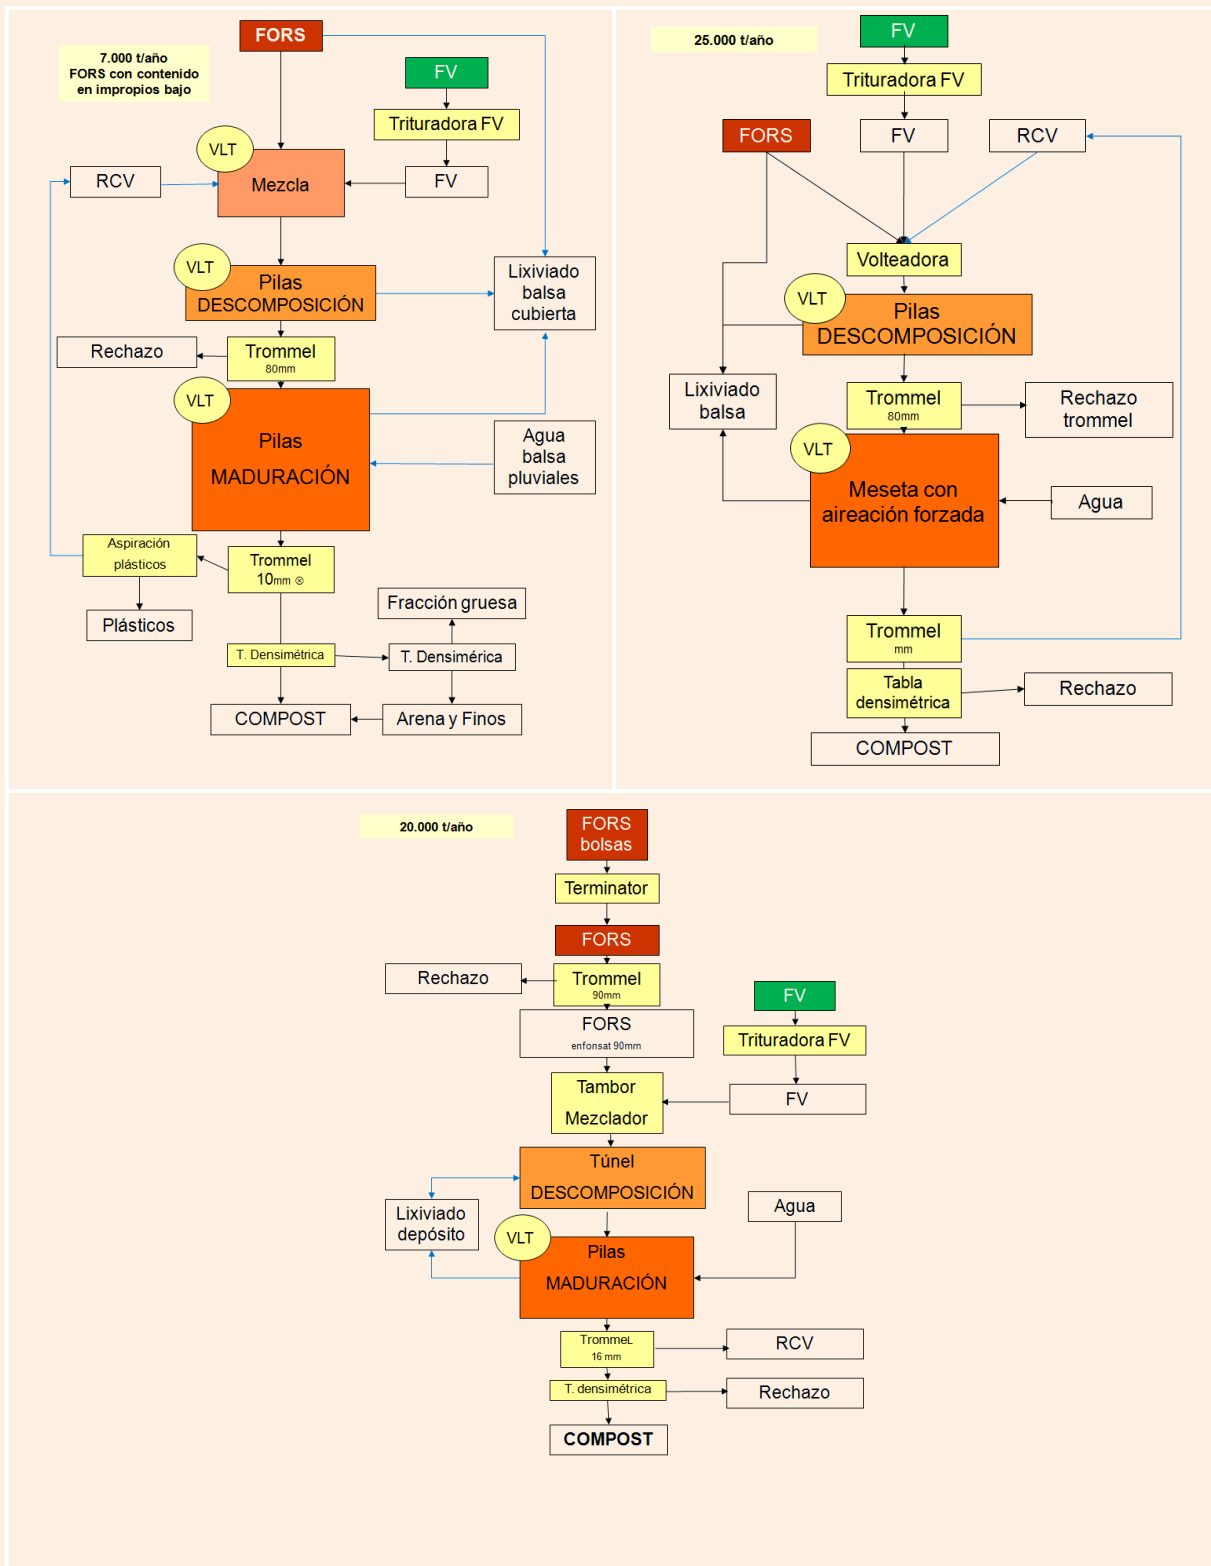 FORS
7.000 t/año
FORS con contenido
en impropios bajo
FV
Trituradora FV
VLT
Mezcla
RCV
FV
VLT
Pilas
DESCOMPOSICIÓN
Lixiviado
balsa
cubierta
Rechazo
Trommel
80mm
VLT
Pilas
MADURACIÓN
Agua
balsa
pluviales
Aspiración
plásticos
Trommel
10mm ⊗
Plásticos
Fracción gruesa
T. Densimétrica
T. Densimérica
COMPOST
Arena y Finos
25.000 t/año
FV
Trituradora FV
FORS
FV
RCV
Volteadora
VLT
Pilas
DESCOMPOSICIÓN
Lixiviado
balsa
Trommel
80mm
Rechazo
trommel
VLT
Meseta con
aireación forzada
Agua
Trommel
mm
Tabla
densimétrica
Rechazo
COMPOST
20.000 t/año
FORS
bolsas
Terminator
FORS
Rechazo
Trommel
90mm
FV
FORS
enfonsat 90mm
Trituradora FV
Tambor
Mezclador
FV
Túnel
DESCOMPOSICIÓN
Lixiviado
depósito
Agua
VLT
Pilas
MADURACIÓN
TrommeL
16 mm
RCV
T. densimétrica
Rechazo
COMPOST